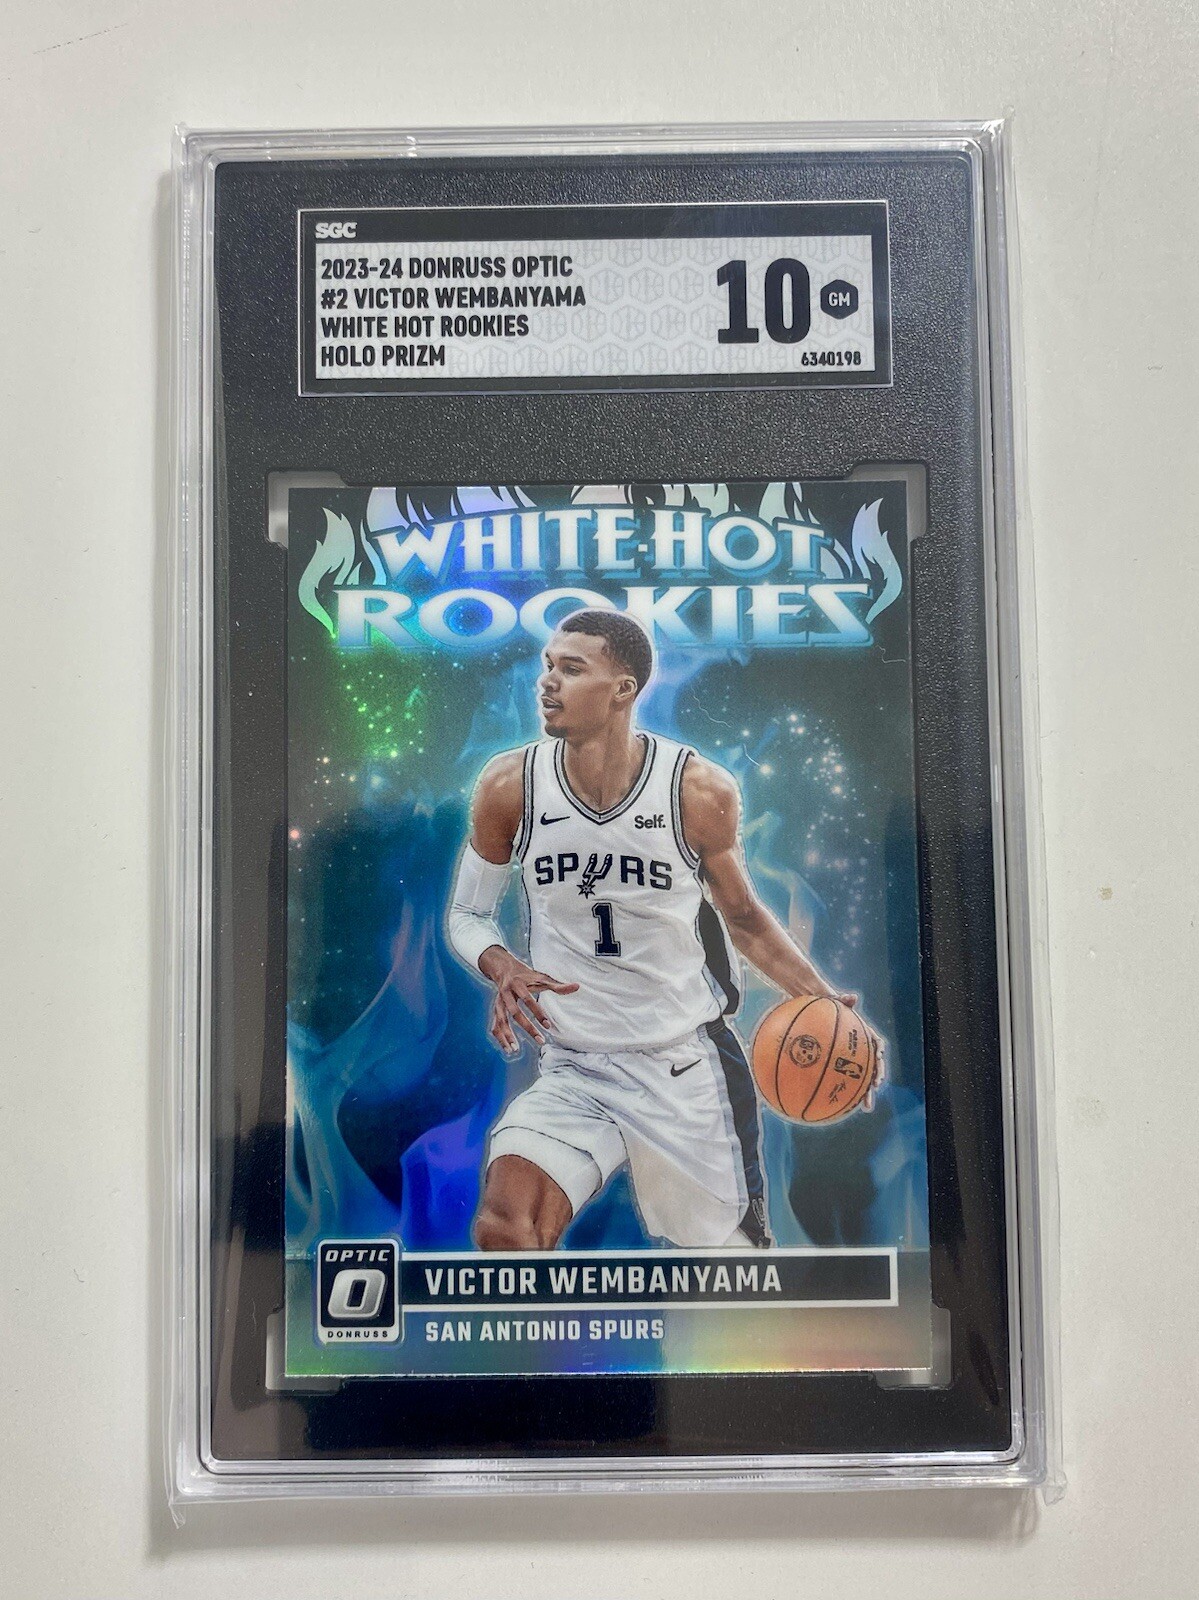 SGC
2023-24 DONRUSS OPTIC
#2 VICTOR WEMBANYAMA
WHITE HOT ROOKIES
HOLO PRIZM
10
GM
6340198
WHITE-HOT
ROOKIES
Self.
SPURS
1
OPTIC
O
DONRUSS
VICTOR WEMBANYAMA
SAN ANTONIO SPURS